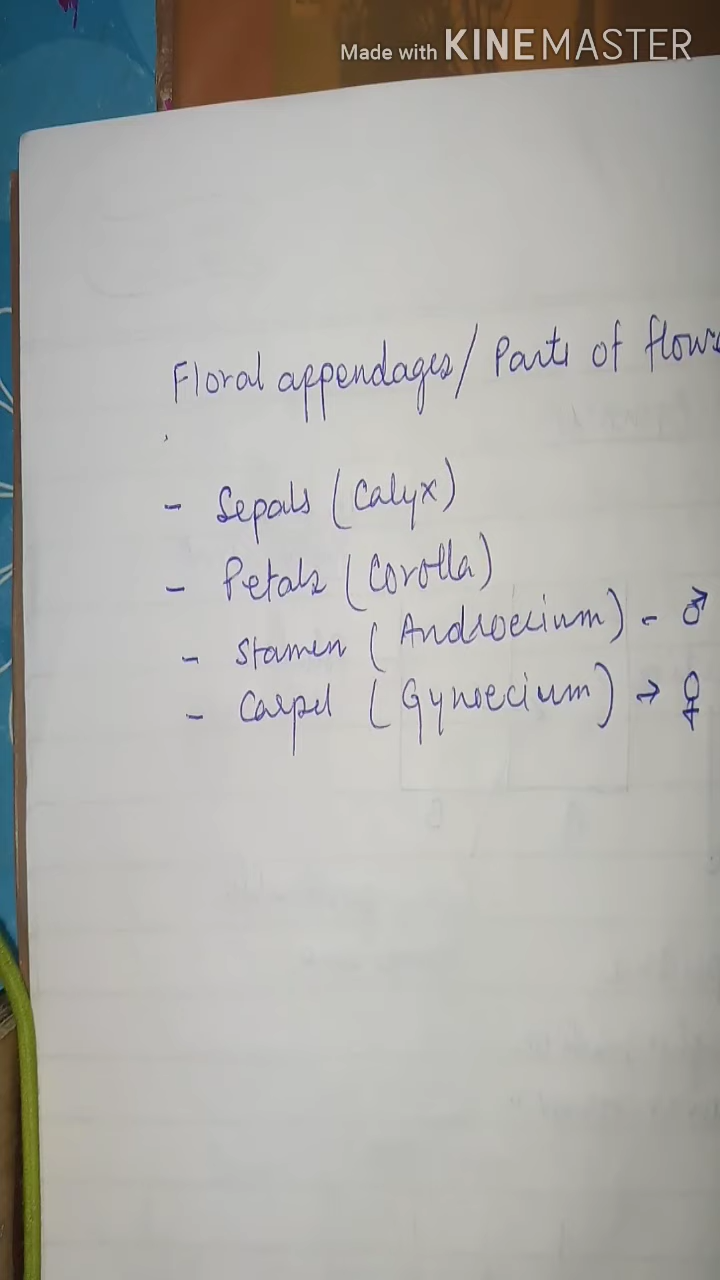 Made with KINEMASTER
Floral appendages/ Parts of flow
- Sepals (Calyx)
- Petals (Corolla)
- Stamen (Androecium) - ♂
- Carpel (Gynoecium) → ♀